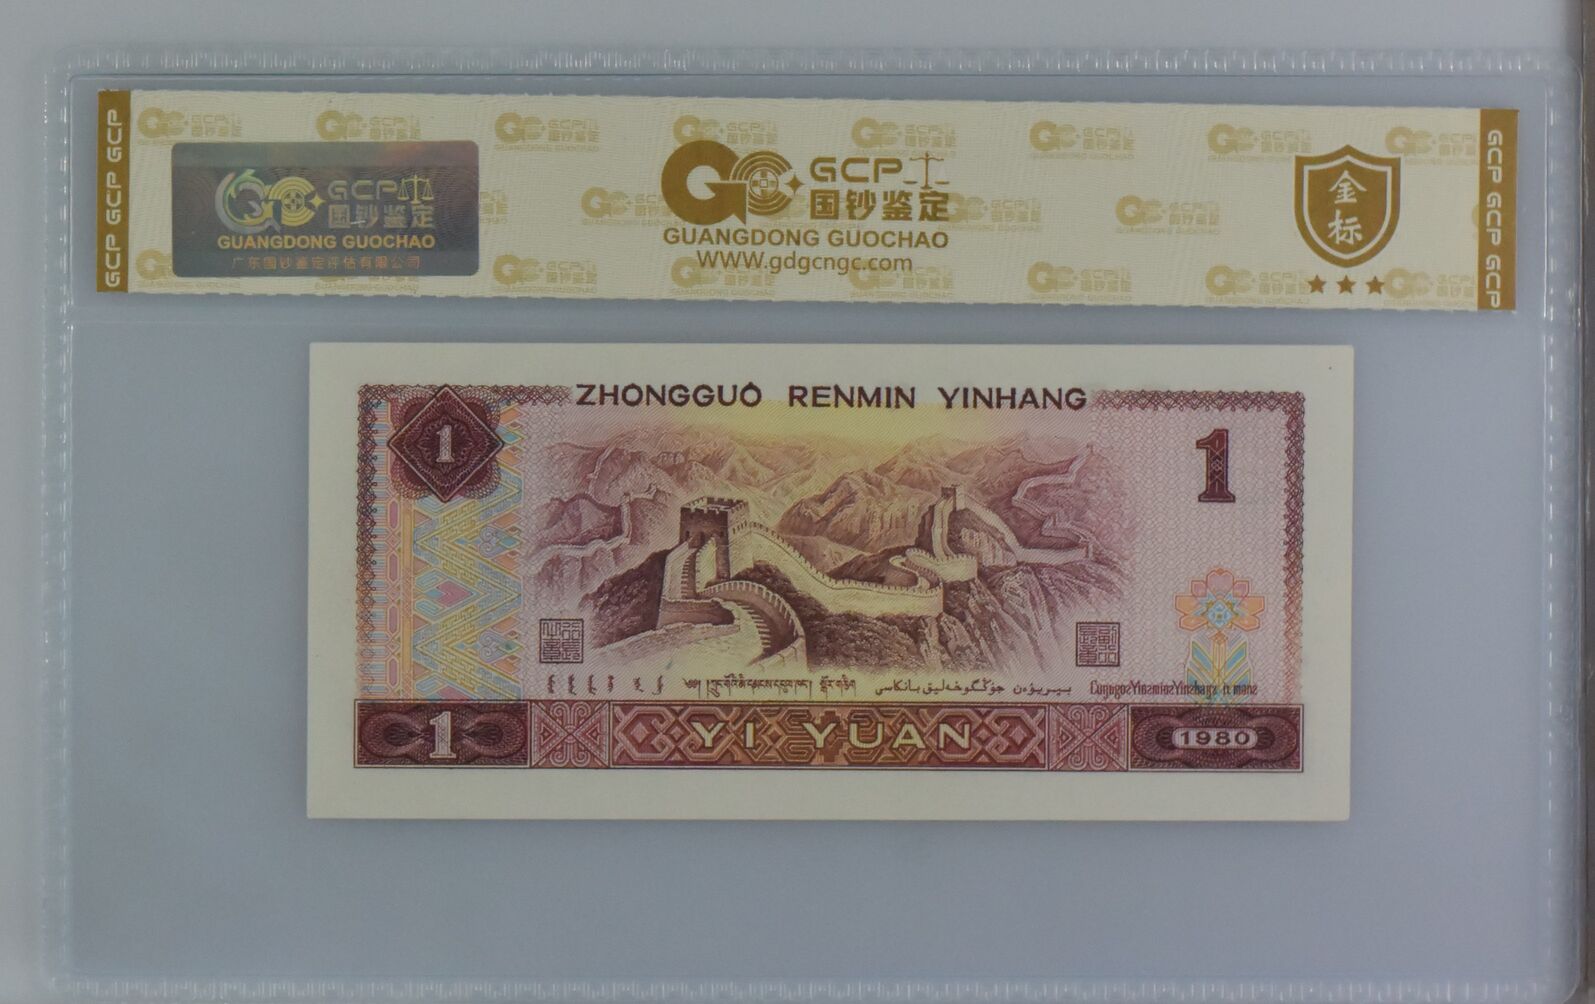 GCP GCP GCP
GCP
国钞鉴定
GUANGDONG GUOCHAO
广东国钞鉴定评估有限公司
GCP
国钞鉴定
GUANGDONG GUOCHAO
WWW.gdgcngc.com
金
标
GCP GCP GCP
ZHONGGUO RENMIN YINHANG
1
1
1 YI YUAN 1980